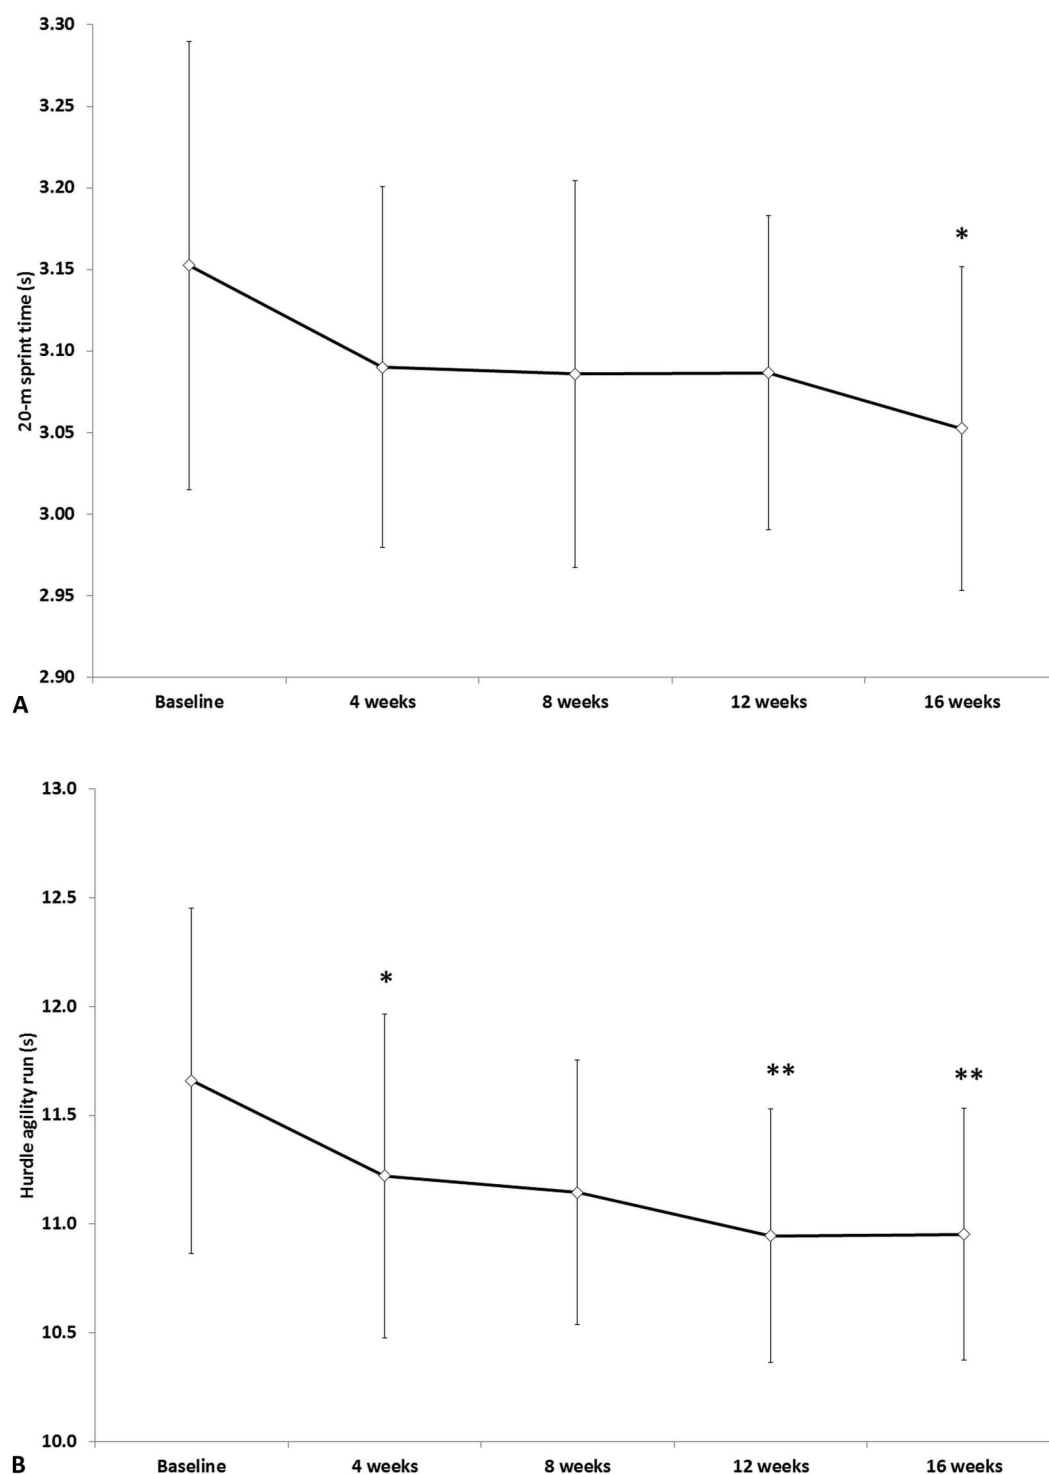 3.30
3.25
3.20
3.15
3.10
3.05
3.00
2.95
2.90
20-m sprint time (s)
*
Baseline 4 weeks 8 weeks 12 weeks 16 weeks
A
13.0
12.5
12.0
11.5
11.0
10.5
10.0
Hurdle agility run (s)
* ** **
Baseline 4 weeks 8 weeks 12 weeks 16 weeks
B